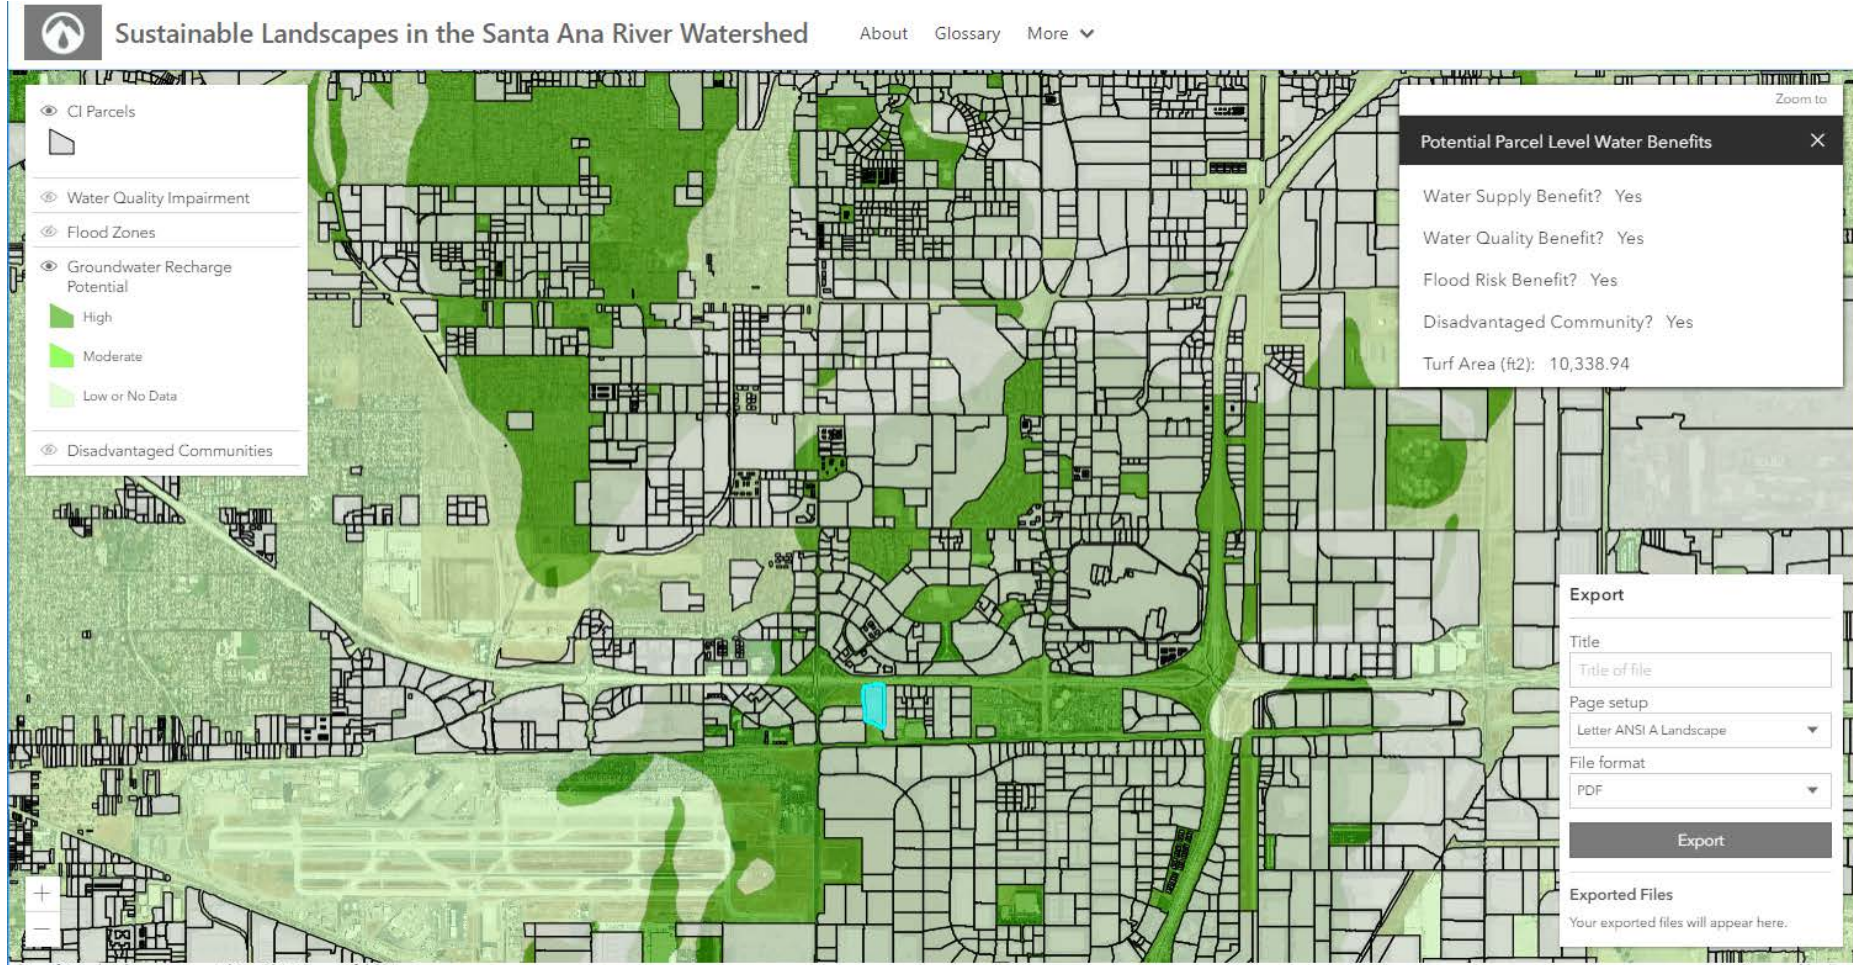 Sustainable Landscapes in the Santa Ana River Watershed
About Glossary More
CI Parcels
Water Quality Impairment
Flood Zones
Groundwater Recharge
Potential
High
Moderate
Low or No Data
Disadvantaged Communities
Zoom to
Potential Parcel Level Water Benefits
Water Supply Benefit? Yes
Water Quality Benefit? Yes
Flood Risk Benefit? Yes
Disadvantaged Community? Yes
Turf Area (ft2): 10,338.94
Export
Title
Title of file
Page setup
Letter ANSI A Landscape
File format
PDF
Export
Exported Files
Your exported files will appear here.